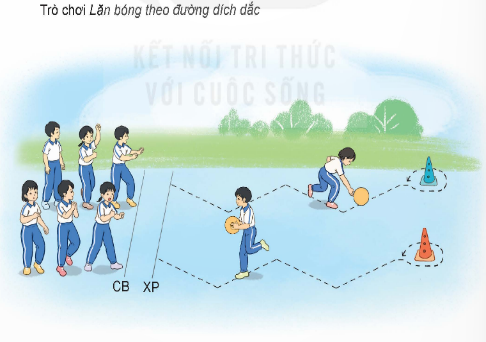 Trò chơi Lăn bóng theo đường dích dắc
KẾT NỐI TRI THỨC
VỚI CUỘC SỐNG
CB XP